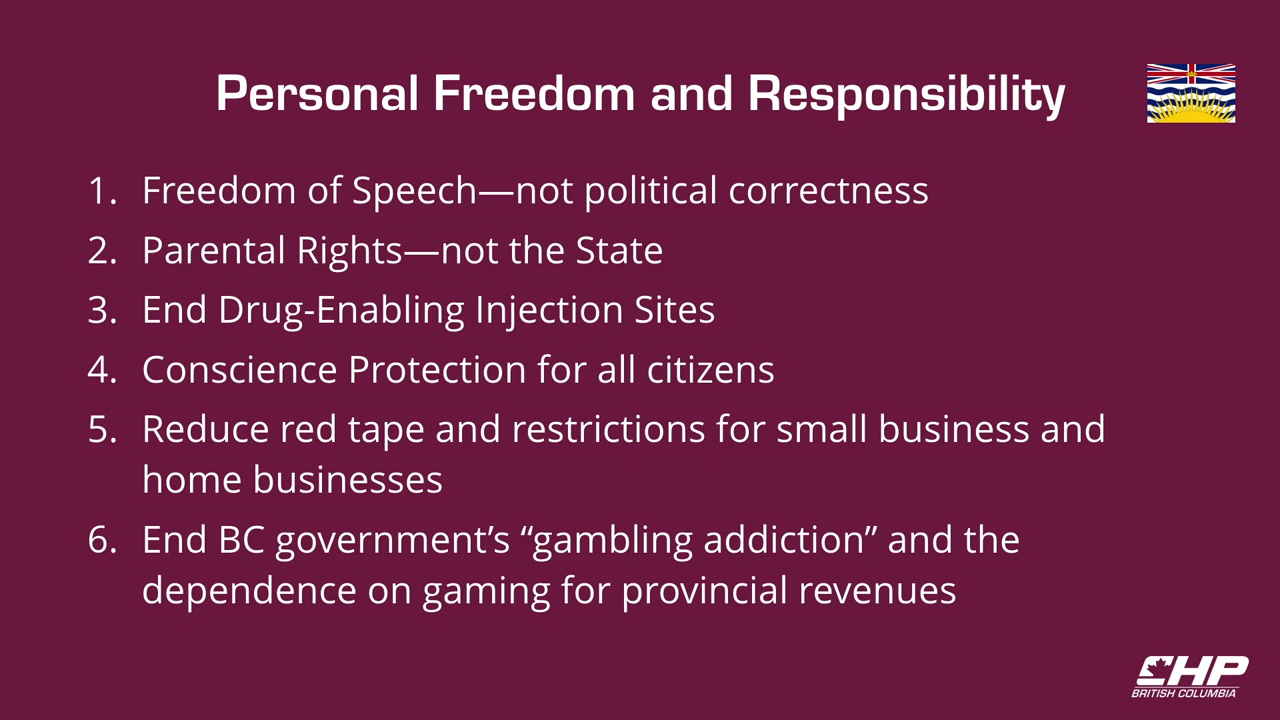 Personal Freedom and Responsibility
1. Freedom of Speech—not political correctness
2. Parental Rights—not the State
3. End Drug-Enabling Injection Sites
4. Conscience Protection for all citizens
5. Reduce red tape and restrictions for small business and
home businesses
6. End BC government’s “gambling addiction” and the
dependence on gaming for provincial revenues
CHP
BRITISH COLUMBIA